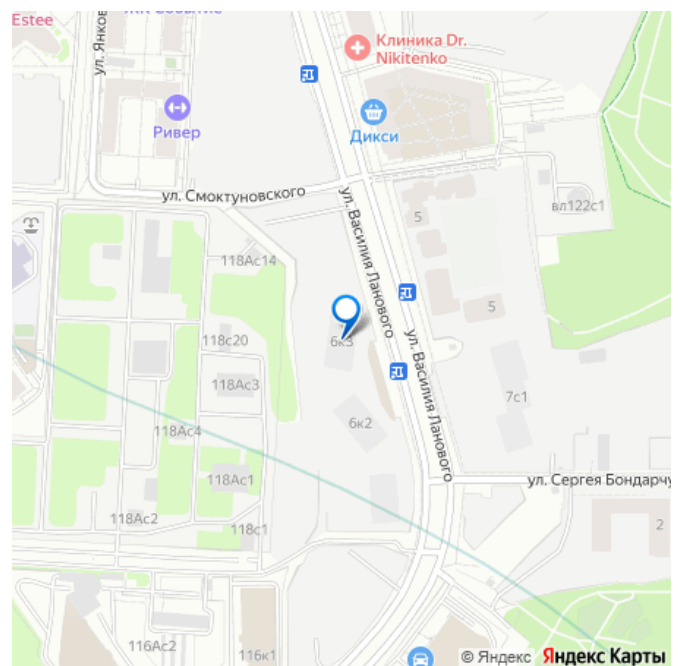 Estee
ЖК Событие
ул. Янков
Клиника Dr.
Nikitenko
Ривер
Дикси
ул. Смоктуновского
вл122с1
5
ул. Василия Ланового
118Ас14
5
118с20
6к3
ул. Василия Ланового
118Ас3
7с1
6к2
118Ас4
118Ас1
ул. Сергея Бондарчу
118Ас2
118с1
2
116Ас2
116к1
© Яндекс Яндекс Карты